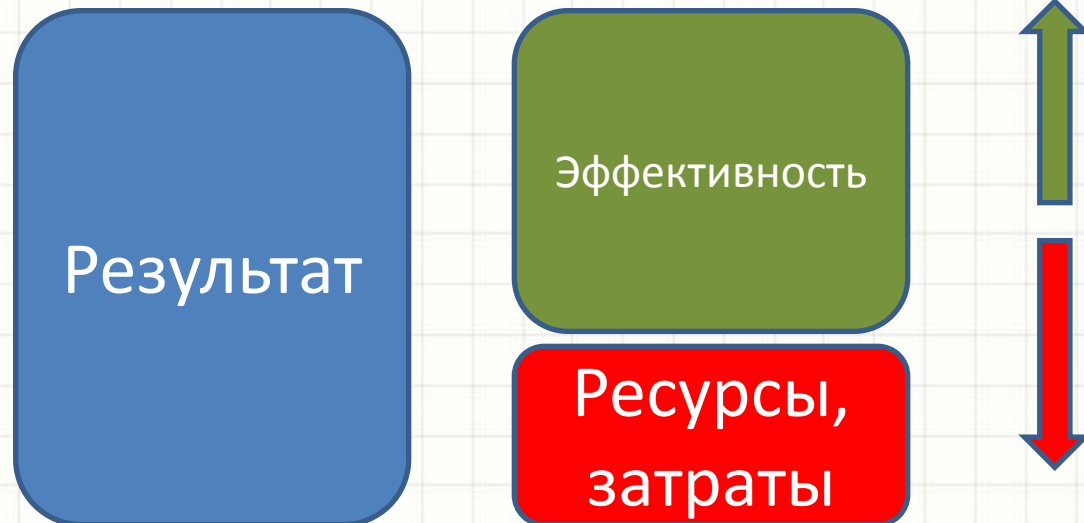 Результат
Эффективность
Ресурсы,
затраты